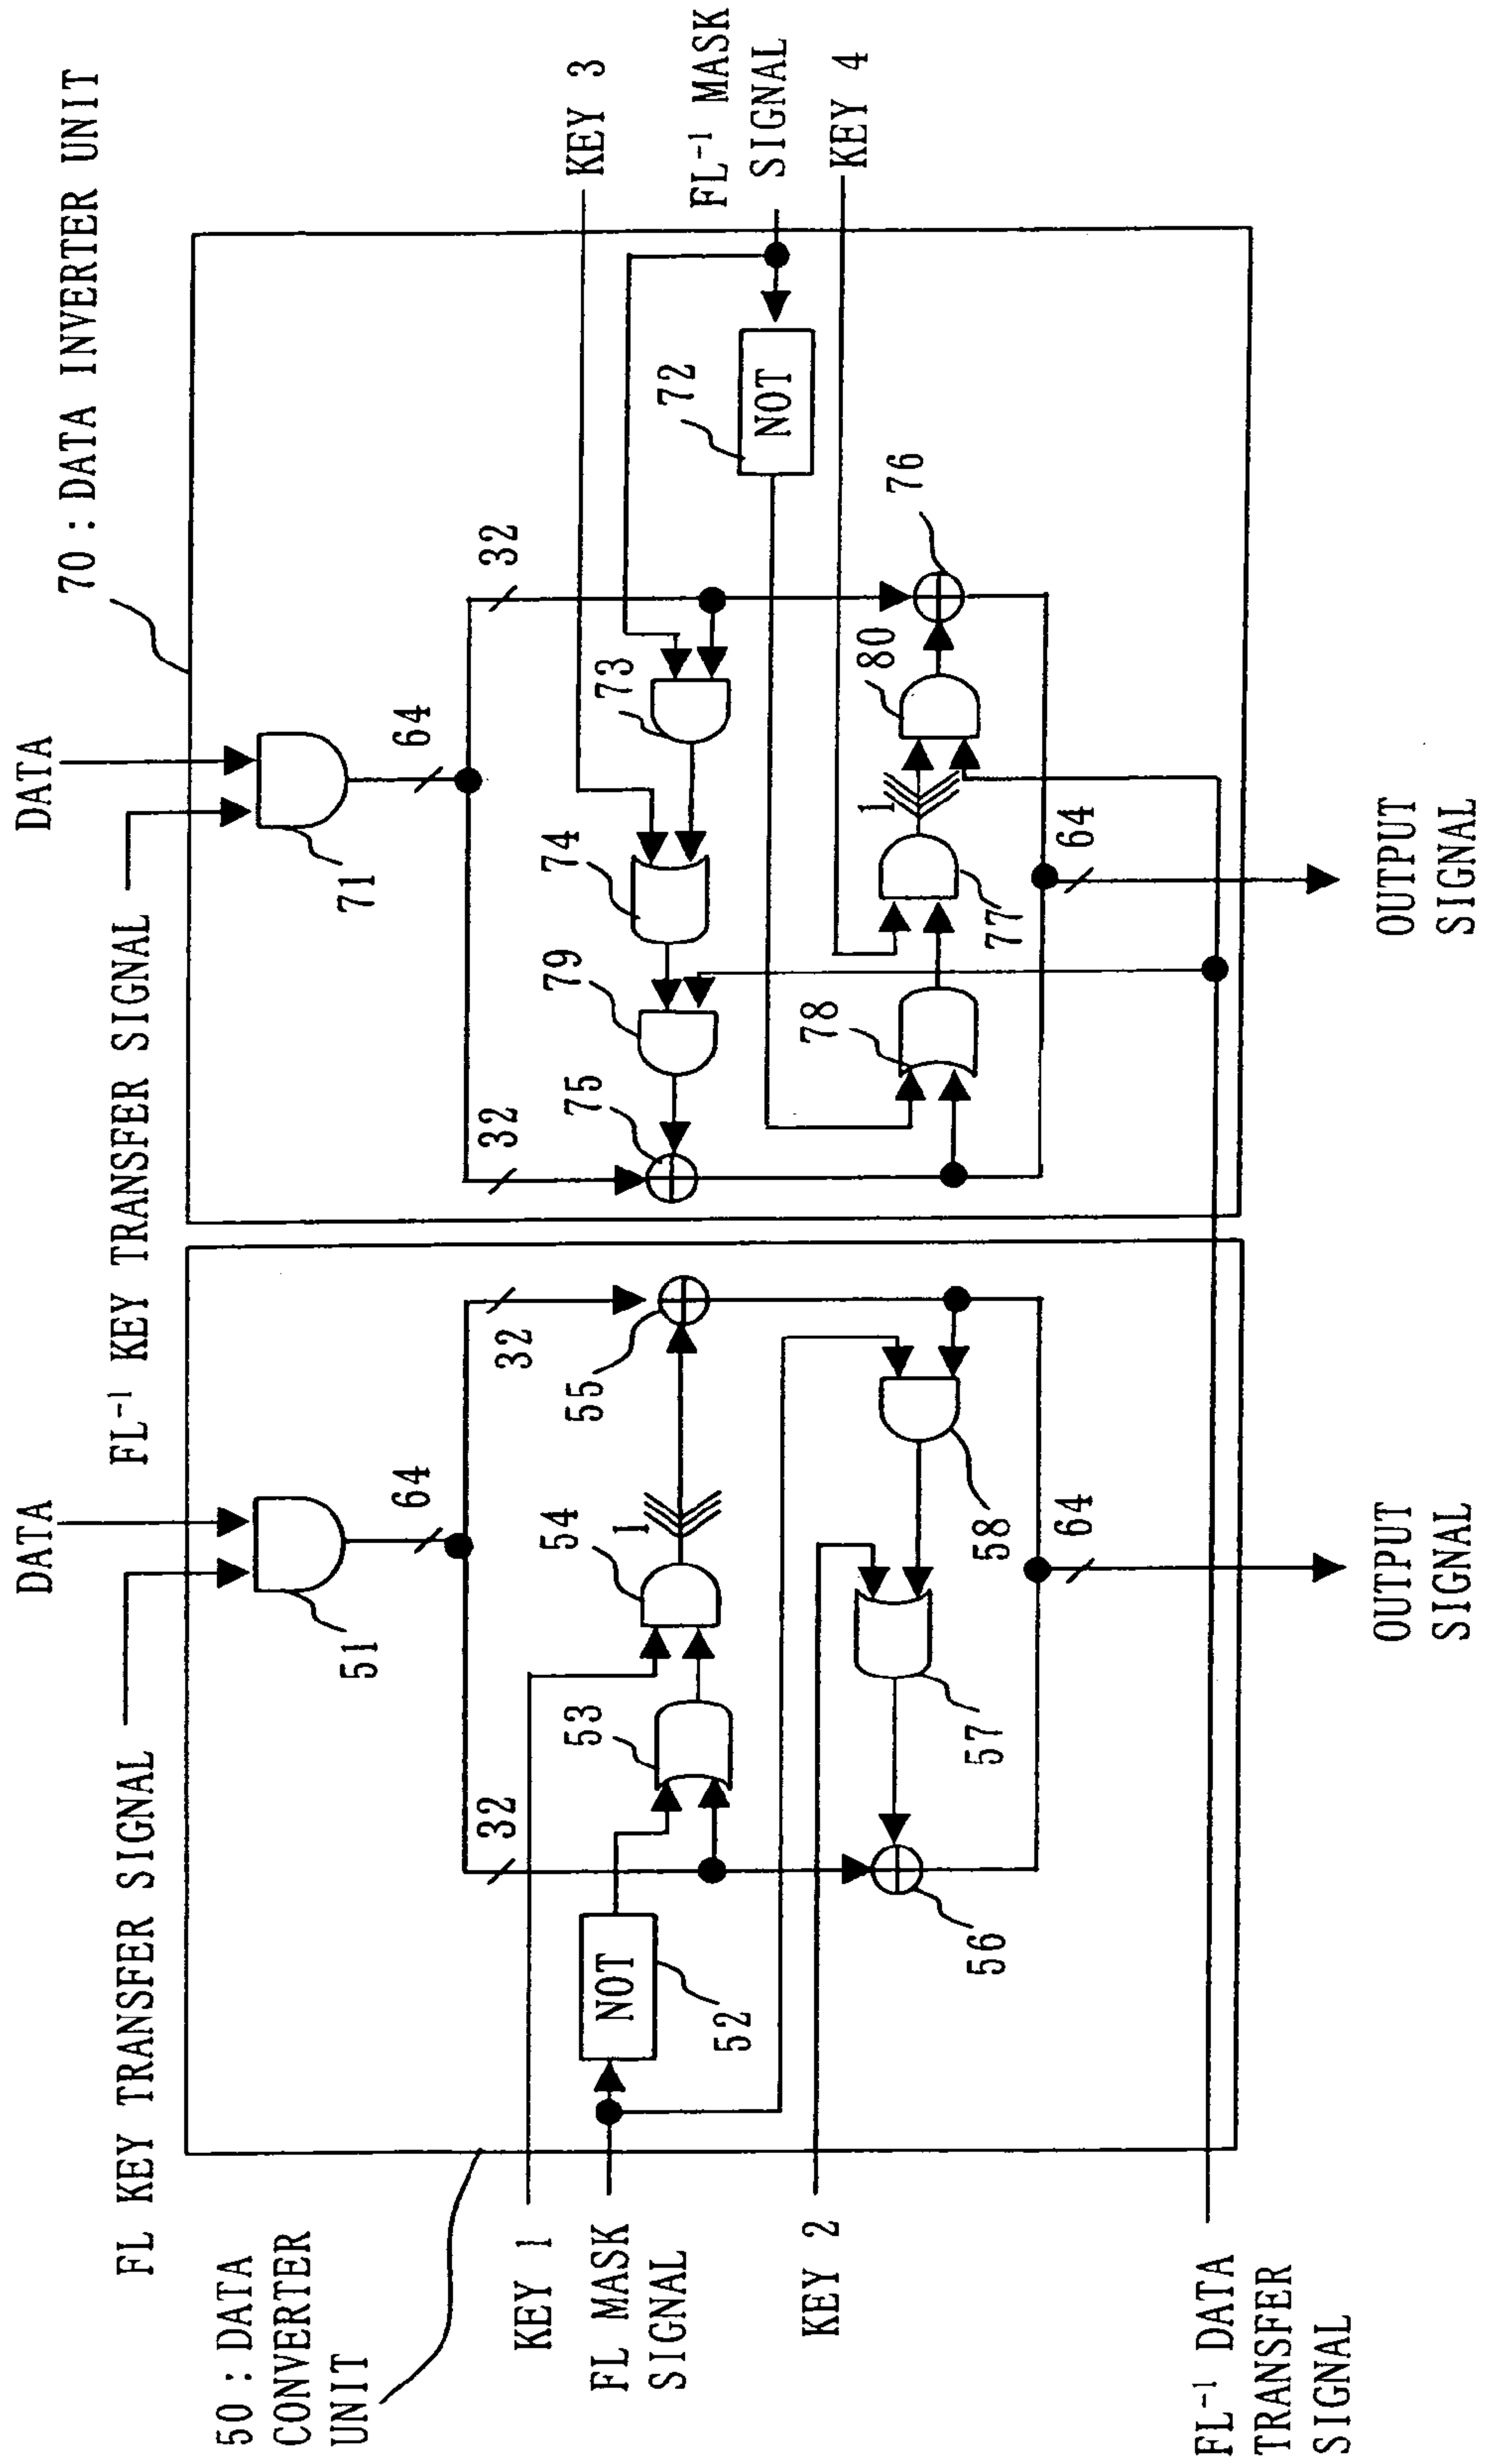 70 : DATA INVERTER UNIT
DATA
FL⁻¹ KEY TRANSFER SIGNAL
71
64
32
32
KEY 3
FL⁻¹ MASK
SIGNAL
KEY 4
72
NOT
73
74
79
75
76
80
1
77
78
64
OUTPUT
SIGNAL
50 : DATA
CONVERTER
UNIT
DATA
FL KEY TRANSFER SIGNAL
51
64
32
32
KEY 1
FL MASK
SIGNAL
KEY 2
NOT
52
53
54
1
55
56
57
58
64
OUTPUT
SIGNAL
FL⁻¹ DATA
TRANSFER
SIGNAL